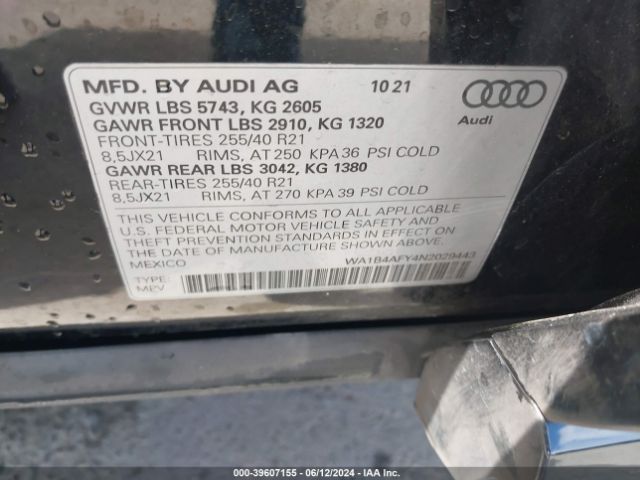 MFD. BY AUDI AG 10 21
GVWR LBS 5743, KG 2605
GAWR FRONT LBS 2910, KG 1320
FRONT-TIRES 255/40 R21
8,5JX21 RIMS, AT 250 KPA 36 PSI COLD
GAWR REAR LBS 3042, KG 1380
REAR-TIRES 255/40 R21
8,5JX21 RIMS, AT 270 KPA 39 PSI COLD
Audi
THIS VEHICLE CONFORMS TO ALL APPLICABLE
U.S. FEDERAL MOTOR VEHICLE SAFETY AND
THEFT PREVENTION STANDARDS IN EFFECT ON
THE DATE OF MANUFACTURE SHOWN ABOVE.
MEXICO WA1B4AFY4N2029443
TYPE:
MPV
000-39607155 - 06/12/2024 - IAA Inc.